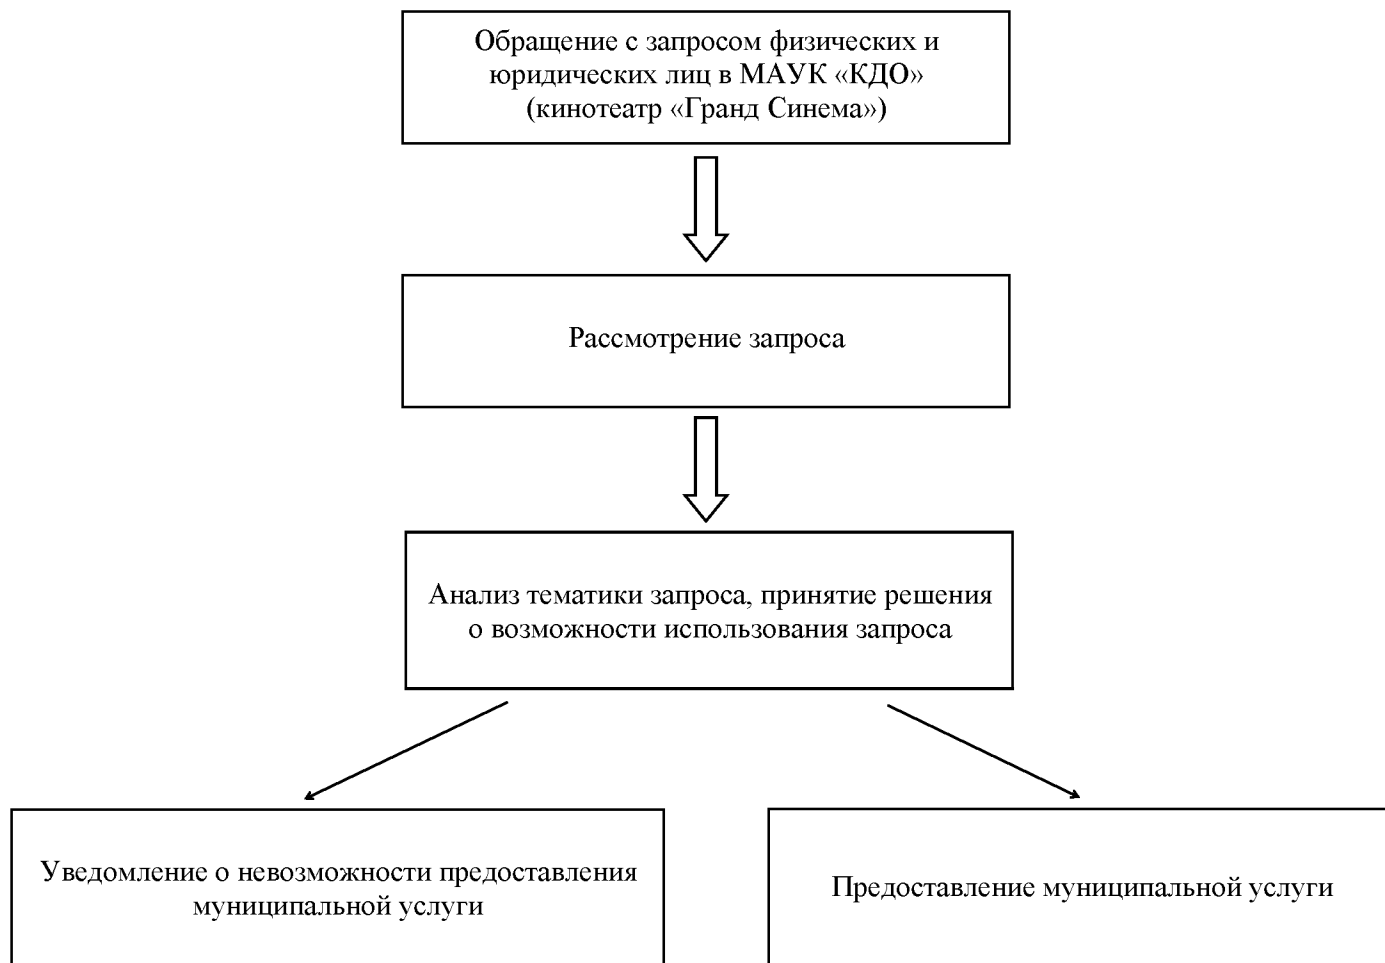 Обращение с запросом физических и
юридических лиц в МАУК «КДО»
(кинотеатр «Гранд Синема»)
Рассмотрение запроса
Анализ тематики запроса, принятие решения
о возможности использования запроса
Уведомление о невозможности предоставления
муниципальной услуги
Предоставление муниципальной услуги